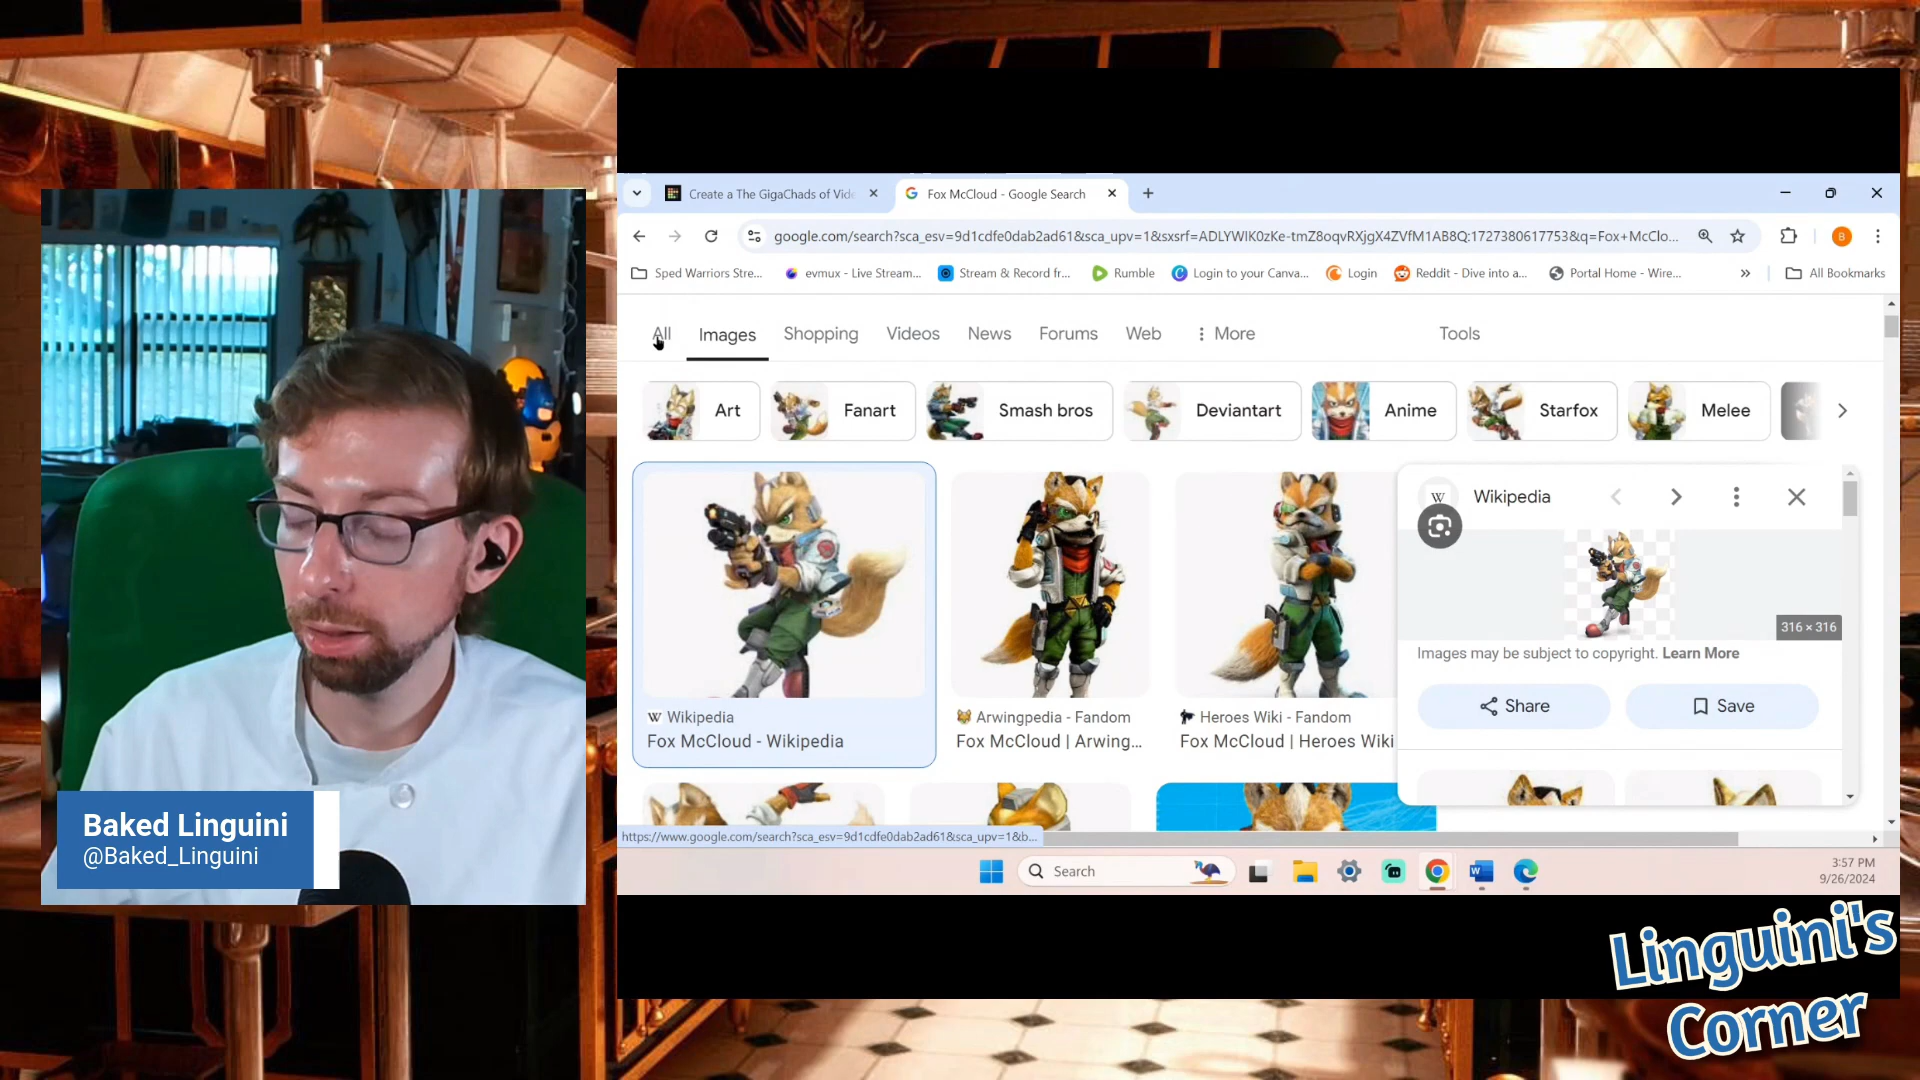 Create a The GigaChads of Vide
Fox McCloud - Google Search
google.com/search?sca_esv=9d1cdfe0dab2ad61&sca_upv=1&sxsrf=ADLYWIK0zKe-tmZ8oqvRXjgX4ZVfM1AB8Q:1727380617753&q=Fox+McClo...
B
Sped Warriors Stre...
evmux - Live Stream...
Stream & Record fr...
Rumble
Login to your Canva...
Login
Reddit - Dive into a...
Portal Home - Wire...
All Bookmarks
All
Images
Shopping
Videos
News
Forums
Web
More
Tools
Art
Fanart
Smash bros
Deviantart
Anime
Starfox
Melee
W Wikipedia
Fox McCloud - Wikipedia
Arwingpedia - Fandom
Fox McCloud | Arwing...
Heroes Wiki - Fandom
Fox McCloud | Heroes Wiki
W Wikipedia
316 × 316
Images may be subject to copyright. Learn More
Share
Save
https://www.google.com/search?sca_esv=9d1cdfe0dab2ad61&sca_upv=1&b...
Search
3:57 PM
9/26/2024
Baked Linguini
@Baked_Linguini
Linguini's
Corner